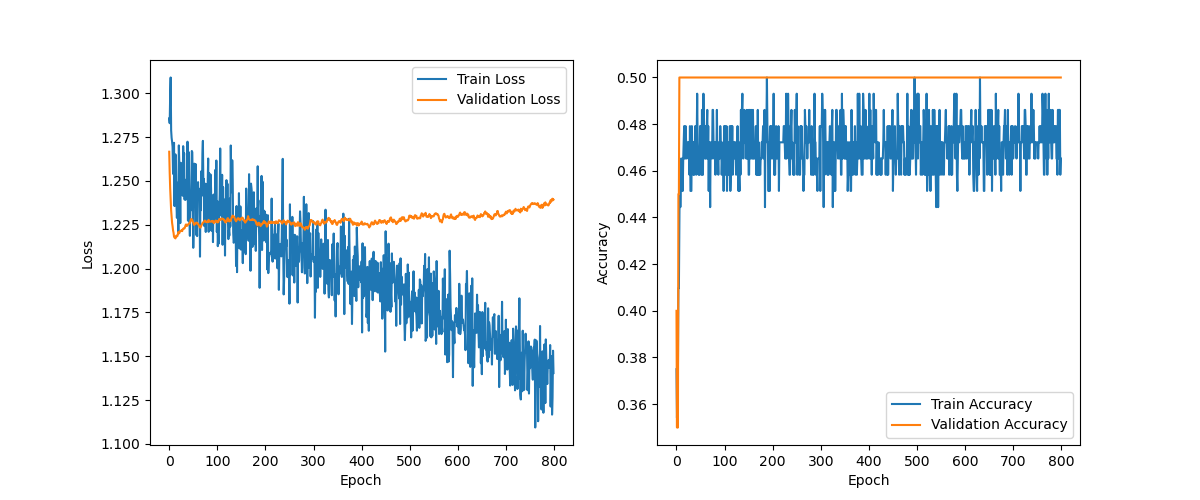 Train Loss
Validation Loss
1.300
1.275
1.250
1.225
1.200
1.175
1.150
1.125
1.100
Loss
0 100 200 300 400 500 600 700 800
Epoch
0.50
0.48
0.46
0.44
0.42
0.40
0.38
0.36
Accuracy
Train Accuracy
Validation Accuracy
0 100 200 300 400 500 600 700 800
Epoch